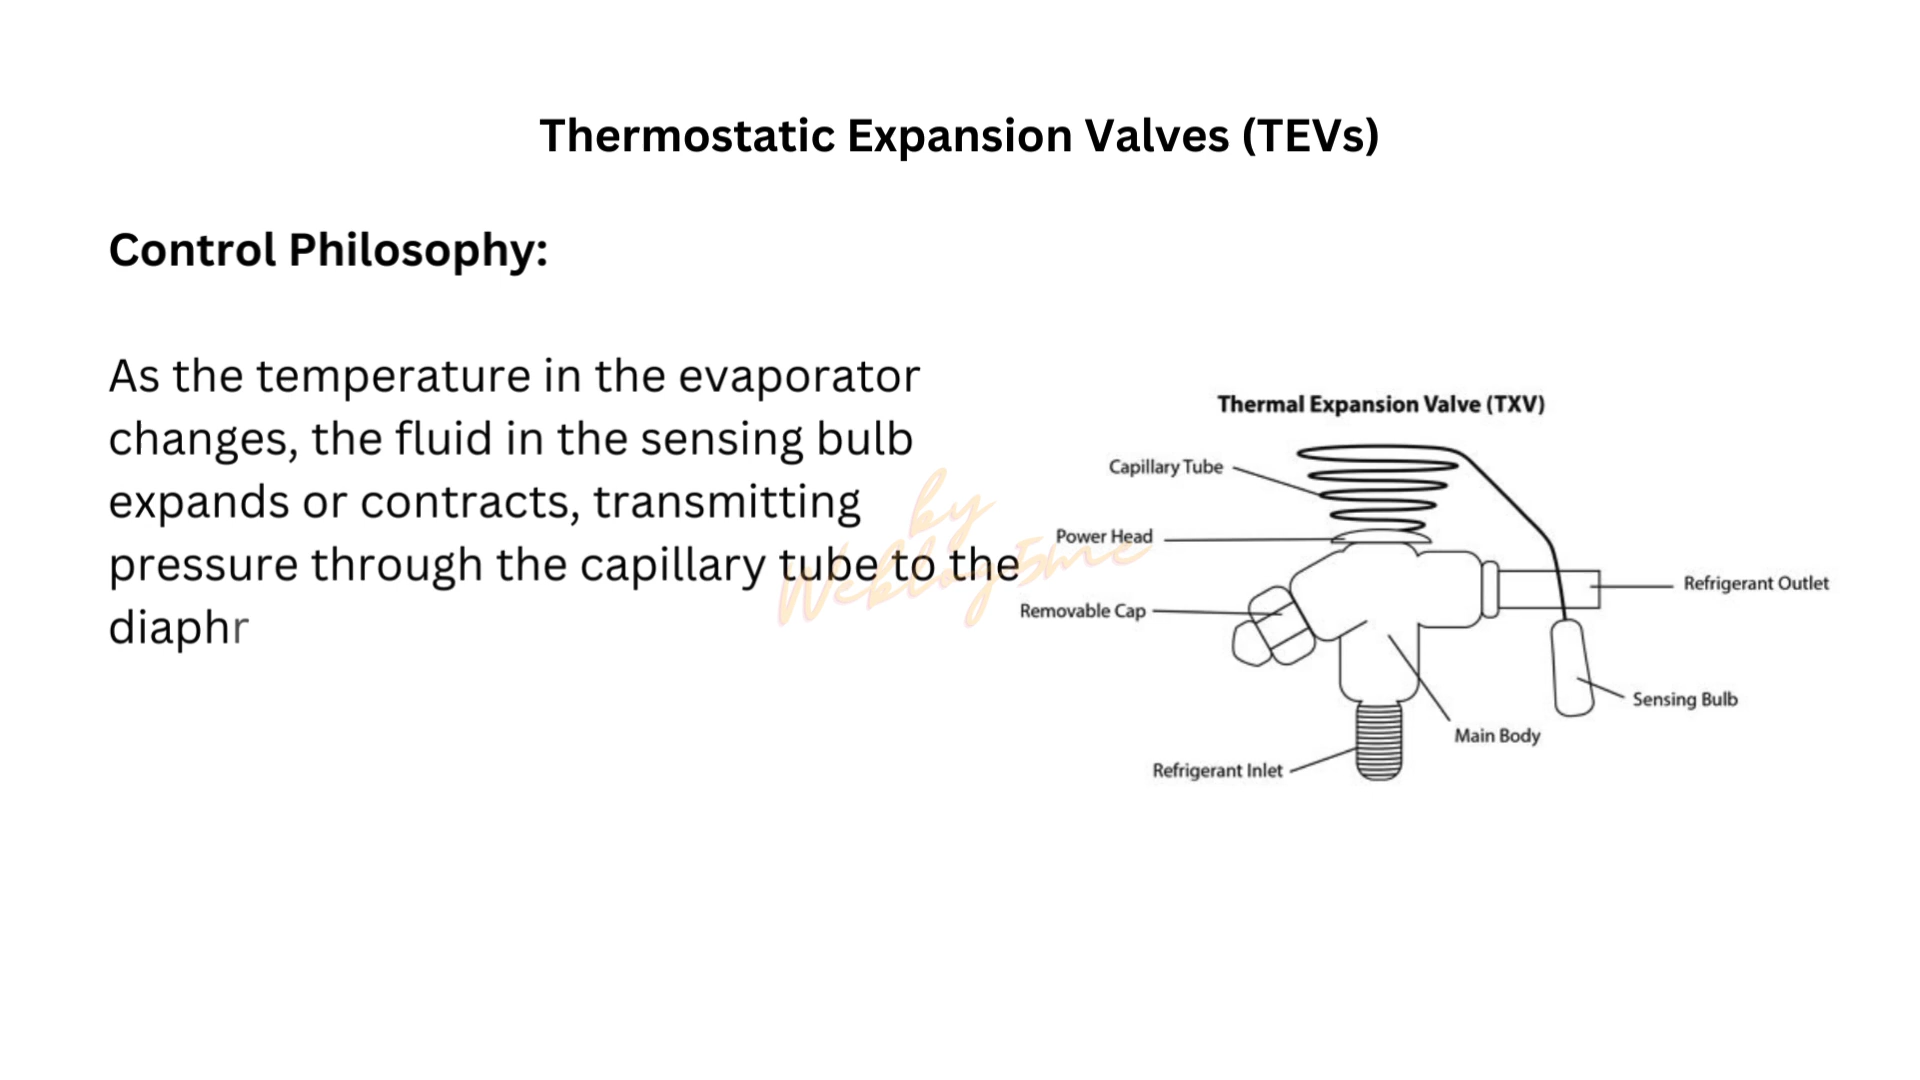 Thermostatic Expansion Valves (TEVs)
Control Philosophy:
As the temperature in the evaporator
changes, the fluid in the sensing bulb
expands or contracts, transmitting
pressure through the capillary tube to the
diaphr
by
Weblog5me
Thermal Expansion Valve (TXV)
Capillary Tube
Power Head
Refrigerant Outlet
Removable Cap
Sensing Bulb
Main Body
Refrigerant Inlet